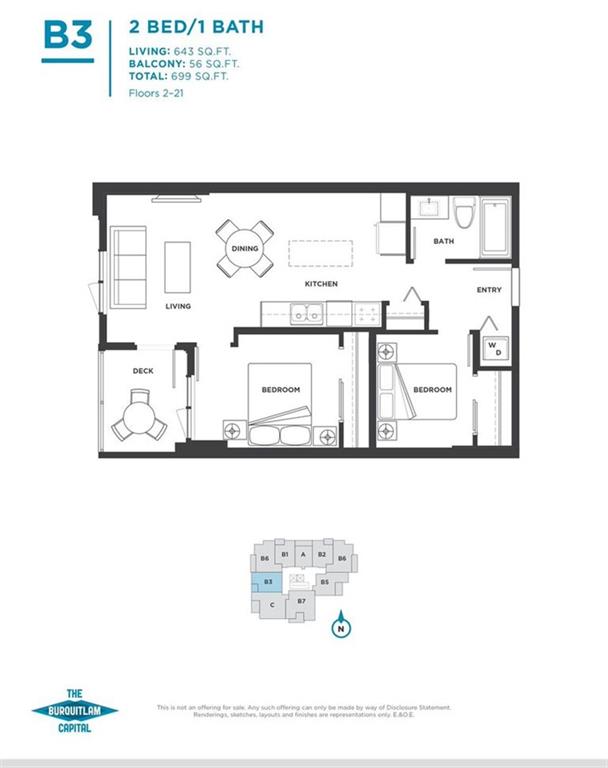 B3
2 BED/1 BATH
LIVING: 643 SQ.FT.
BALCONY: 56 SQ.FT.
TOTAL: 699 SQ.FT.
Floors 2–21
BATH
DINING
KITCHEN
ENTRY
LIVING
W
D
DECK
BEDROOM
BEDROOM
B6
B1
A
B2
B6
B3
B5
C
B7
N
THE
BURQUITLAM
CAPITAL
This is not an offering for sale. Any such offering can only be made by way of Disclosure Statement.
Renderings, sketches, layouts and finishes are representations only. E.&O.E.